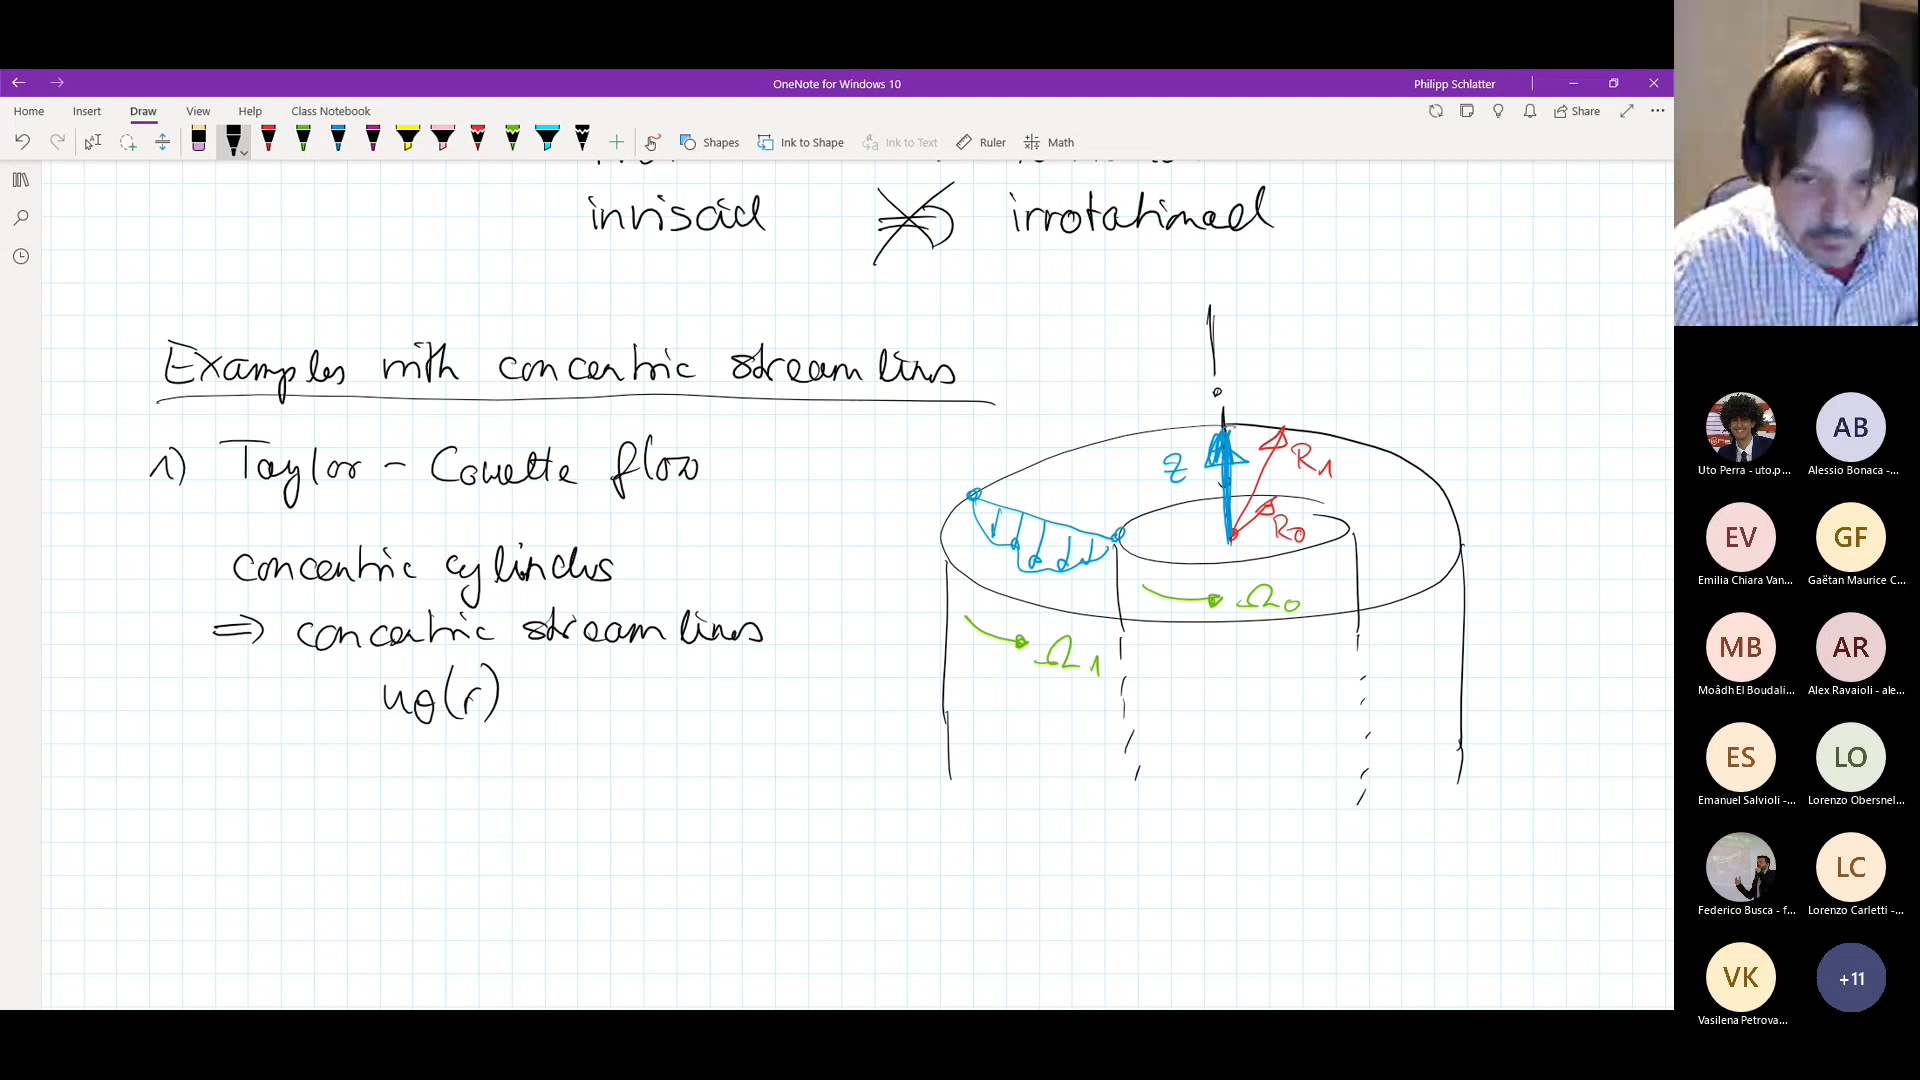 OneNote for Windows 10
Philipp Schlatter
Home Insert Draw View Help Class Notebook
Share
Shapes Ink to Shape Ink to Text Ruler Math
inviscid irrotational
Examples with concentric streamlines
1) Taylor - Couette flow
concentric cylinders
⇒ concentric streamlines
uθ(r)
z
R1
R0
Ω0
Ω1
Uto Perra - uto.p...
AB
Alessio Bonaca -...
EV
Emilia Chiara Van...
GF
Gaëtan Maurice C...
MB
Moâdh El Boudali...
AR
Alex Ravaioli - ale...
ES
Emanuel Salvioli -...
LO
Lorenzo Obersnel...
Federico Busca - f...
LC
Lorenzo Carletti -...
VK
Vasilena Petrova...
+11